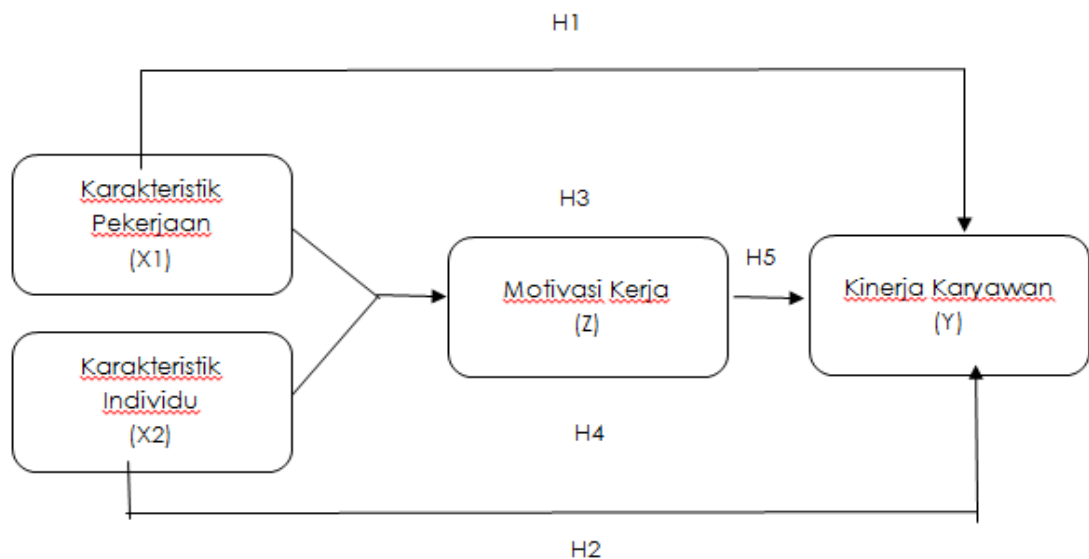 H1
Karakteristik
Pekerjaan
(X1)
H3
H5
Motivasi Kerja
(Z)
Kinerja Karyawan
(Y)
Karakteristik
Individu
(X2)
H4
H2